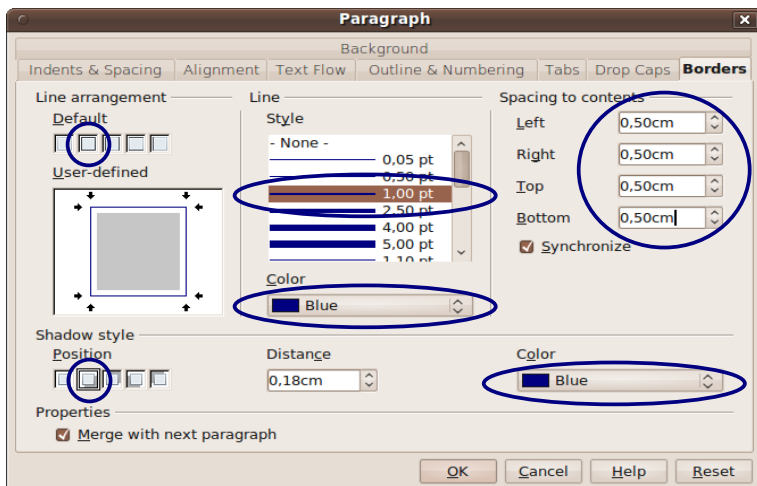 Paragraph
Background
Indents & Spacing Alignment Text Flow Outline & Numbering Tabs Drop Caps Borders
Line arrangement
Default
User-defined
Line
Style
- None -
0,05 pt
0,50 pt
1,00 pt
2,50 pt
4,00 pt
5,00 pt
1,10 pt
Color
Blue
Spacing to contents
Left 0,50cm
Right 0,50cm
Top 0,50cm
Bottom 0,50cm
Synchronize
Shadow style
Position
Distance
0,18cm
Color
Blue
Properties
Merge with next paragraph
OK Cancel Help Reset